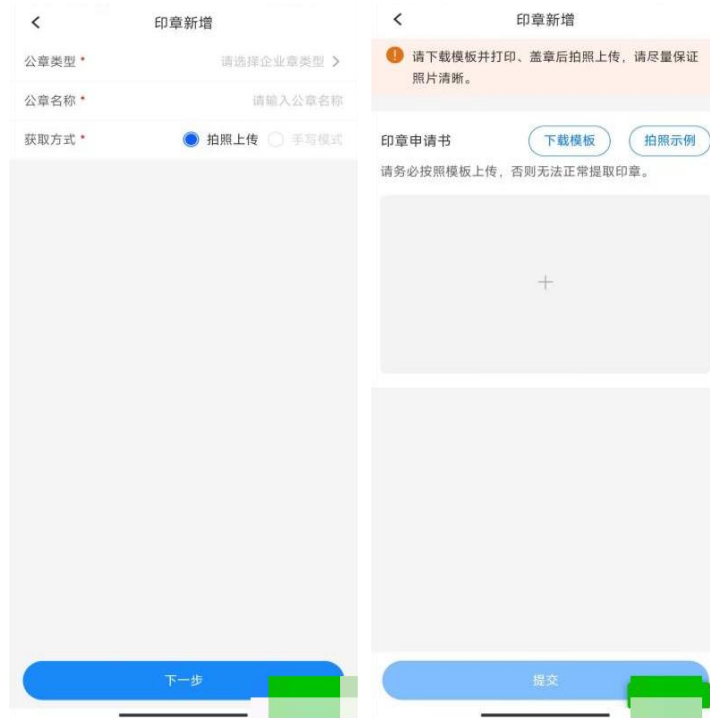 印章新增
公章类型*
请选择企业章类型 >
公章名称*
请输入公章名称
获取方式*
拍照上传
手写模式
下一步
印章新增
请下载模板并打印、盖章后拍照上传，请尽量保证
照片清晰。
印章申请书
下载模板
拍照示例
请务必按照模板上传，否则无法正常提取印章。
提交